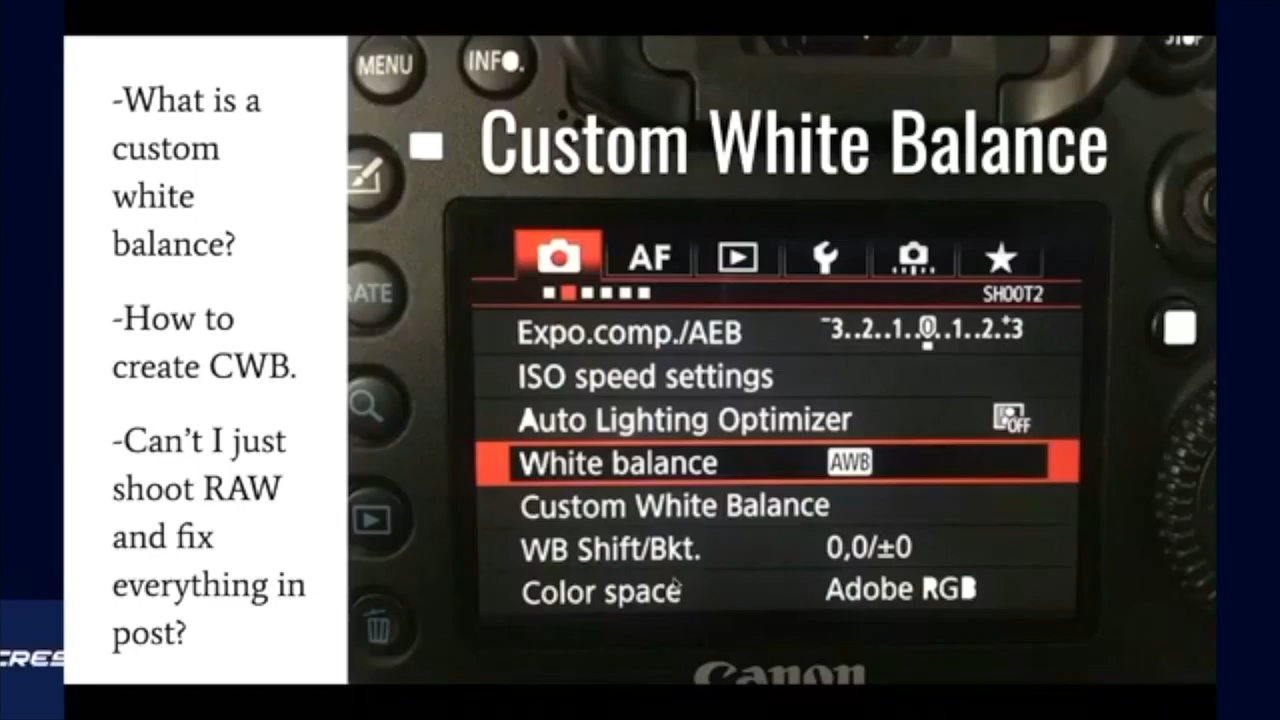 -What is a
custom
white
balance?
-How to
create CWB.
-Can't I just
shoot RAW
and fix
everything in
post?
MENU
INFO.
Custom White Balance
RATE
AF
SHOOT2
Expo.comp./AEB -3..2..1..0..1..2..+3
ISO speed settings
Auto Lighting Optimizer OFF
White balance AWB
Custom White Balance
WB Shift/Bkt. 0,0/±0
Color space Adobe RGB
Canon